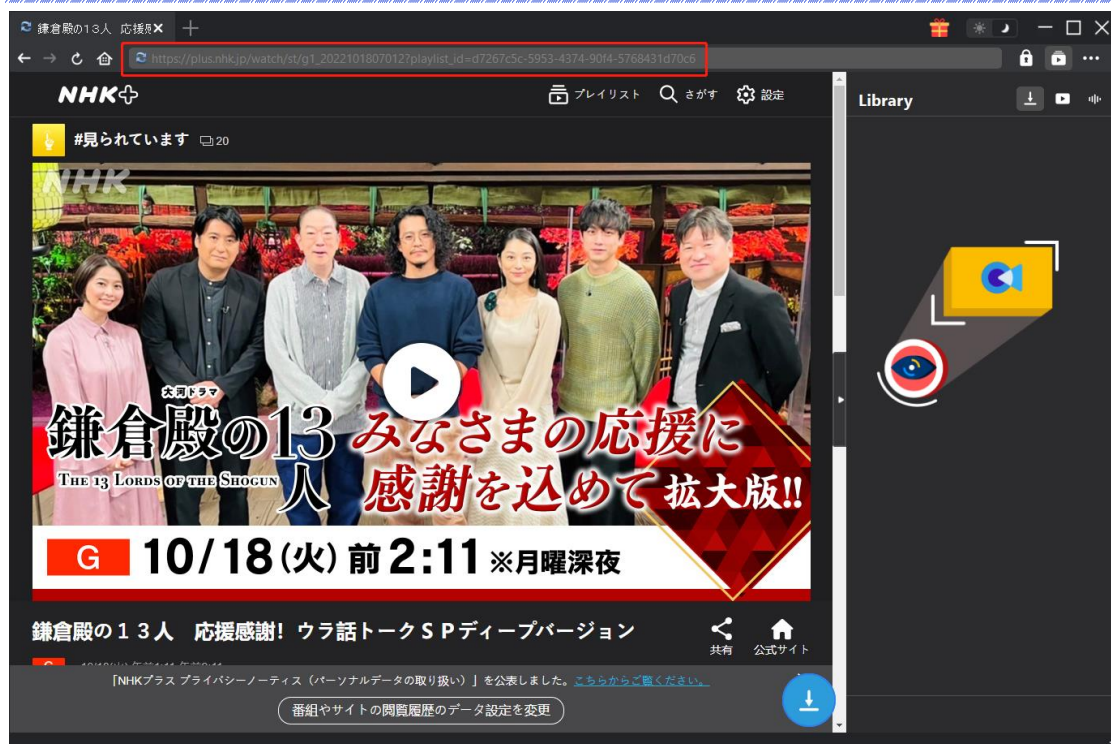 鎌倉殿の13人 応援感
https://plus.nhk.jp/watch/st/g1_2022101807012?playlist_id=d7267c5c-5953-4374-90f4-5768431d70c6
NHK+
プレイリスト
さがす
設定
Library
#見られています 20
NHK
大河ドラマ
鎌倉殿の13人
THE 13 LORDS OF THE SHOGUN
みなさまの応援に
感謝を込めて 拡大版!!
G 10/18(火) 前2:11 ※月曜深夜
鎌倉殿の１３人 応援感謝! ウラ話トークＳＰディープバージョン
共有
公式サイト
「NHKプラス プライバシーノーティス（パーソナルデータの取り扱い）」を公表しました。こちらからご覧ください。
番組やサイトの閲覧履歴のデータ設定を変更